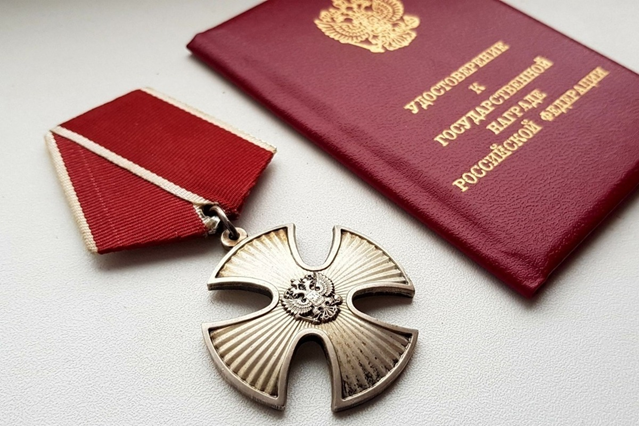 УДОСТОВЕРЕНИЕ
К
ГОСУДАРСТВЕННОЙ
НАГРАДЕ
РОССИЙСКОЙ ФЕДЕРАЦИИ